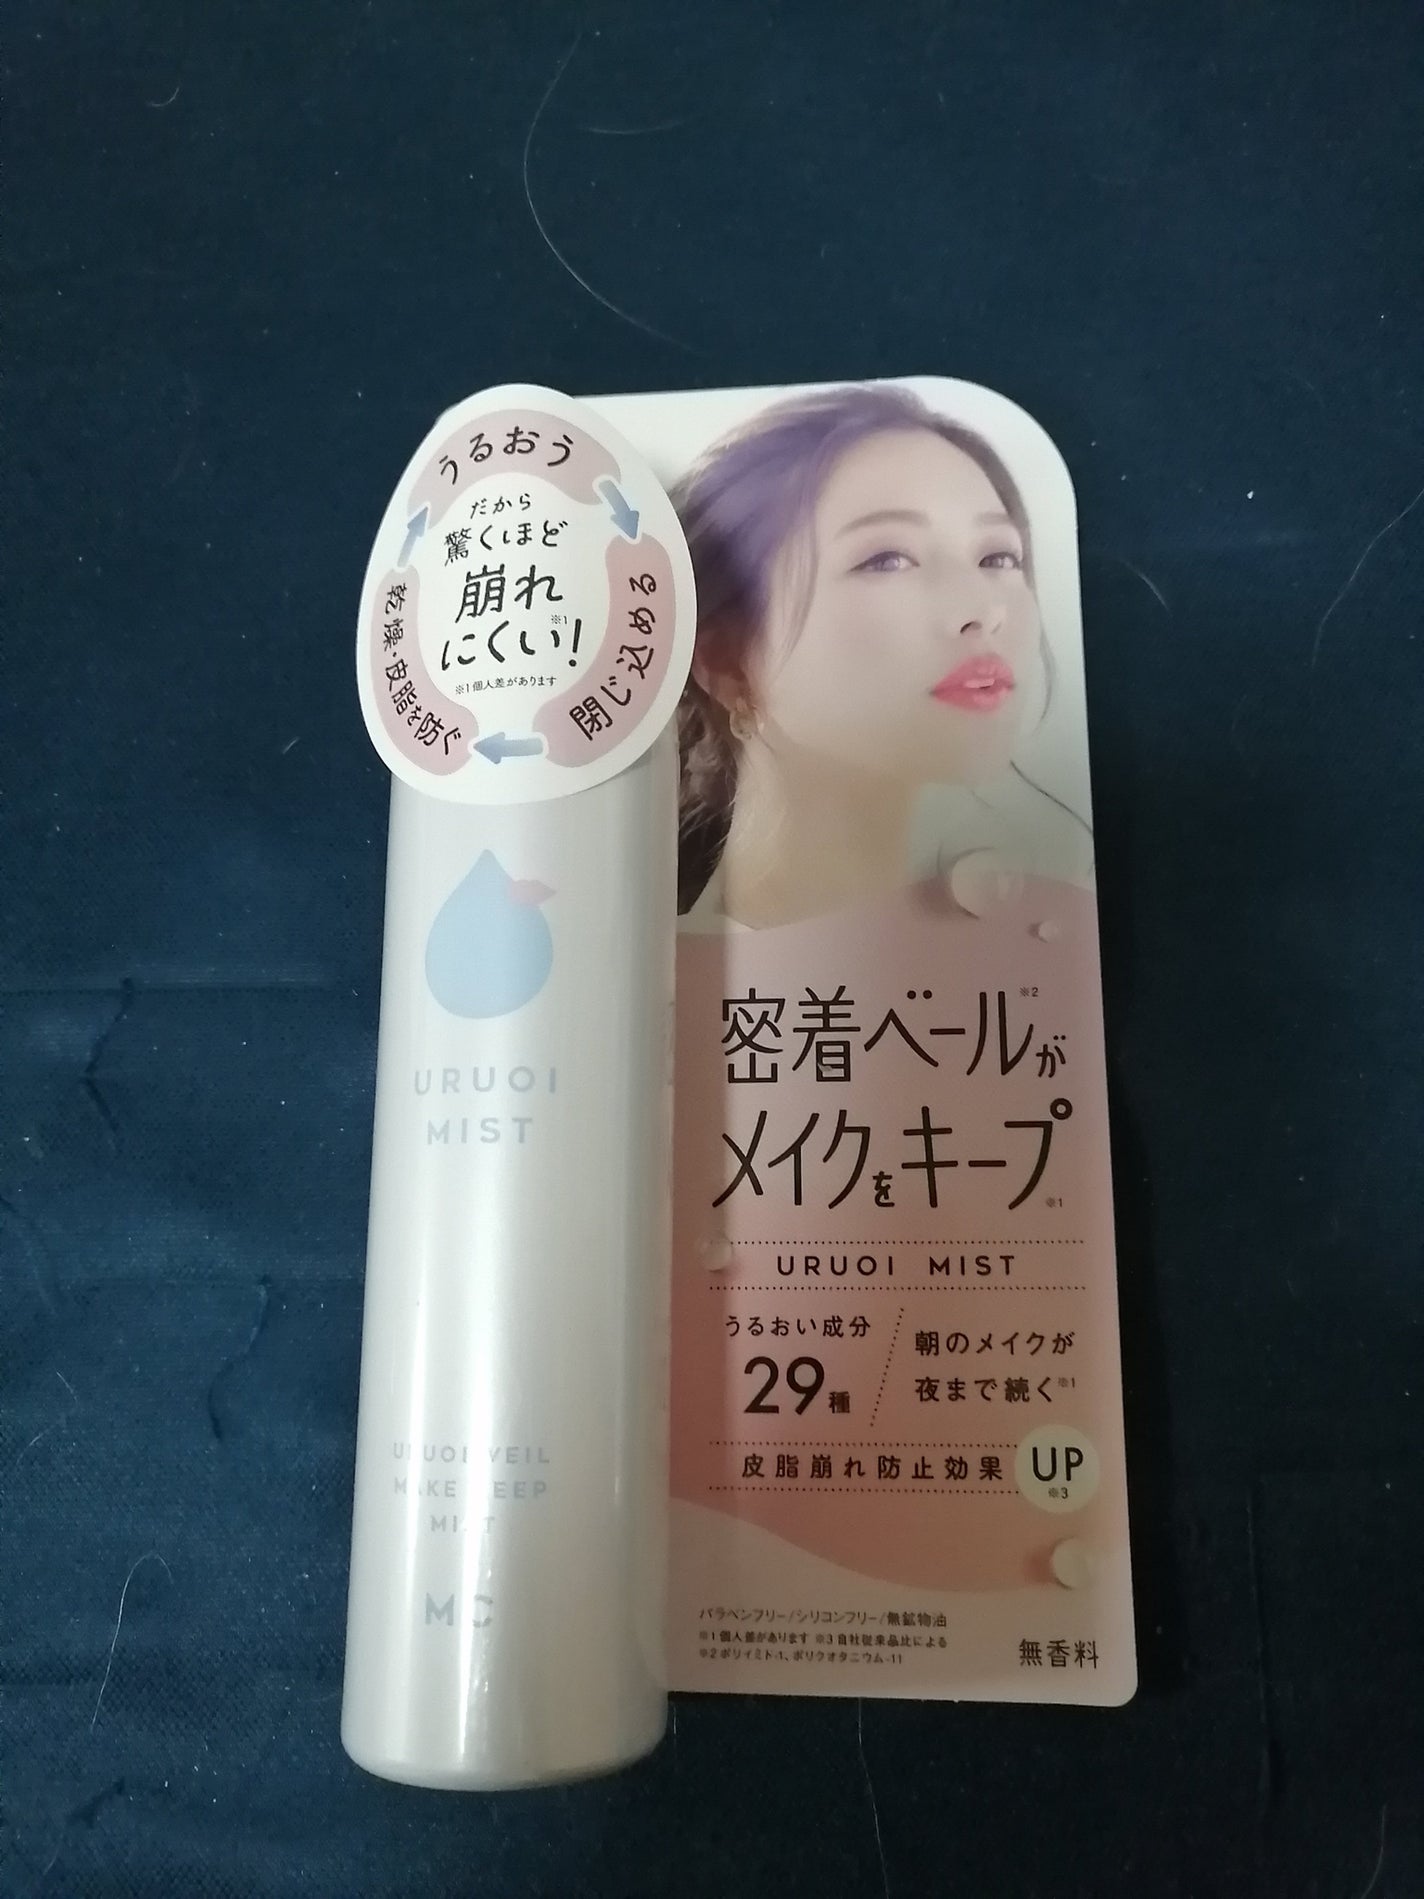 うるおう
だから
驚くほど
崩れ
にくい!※1
※1個人差があります
閉じ込める
乾燥・皮脂を防ぐ
URUOI
MIST
URUOI VEIL
MAKE KEEP
MIST
MC
密着ベール※2が
メイクをキープ※1
URUOI MIST
うるおい成分
29種
朝のメイクが
夜まで続く※1
皮脂崩れ防止効果 UP※3
パラベンフリー/シリコンフリー/無鉱物油
※1個人差があります ※3自社従来品比による
※2ポリイミド-1、ポリクオタニウム-11
無香料